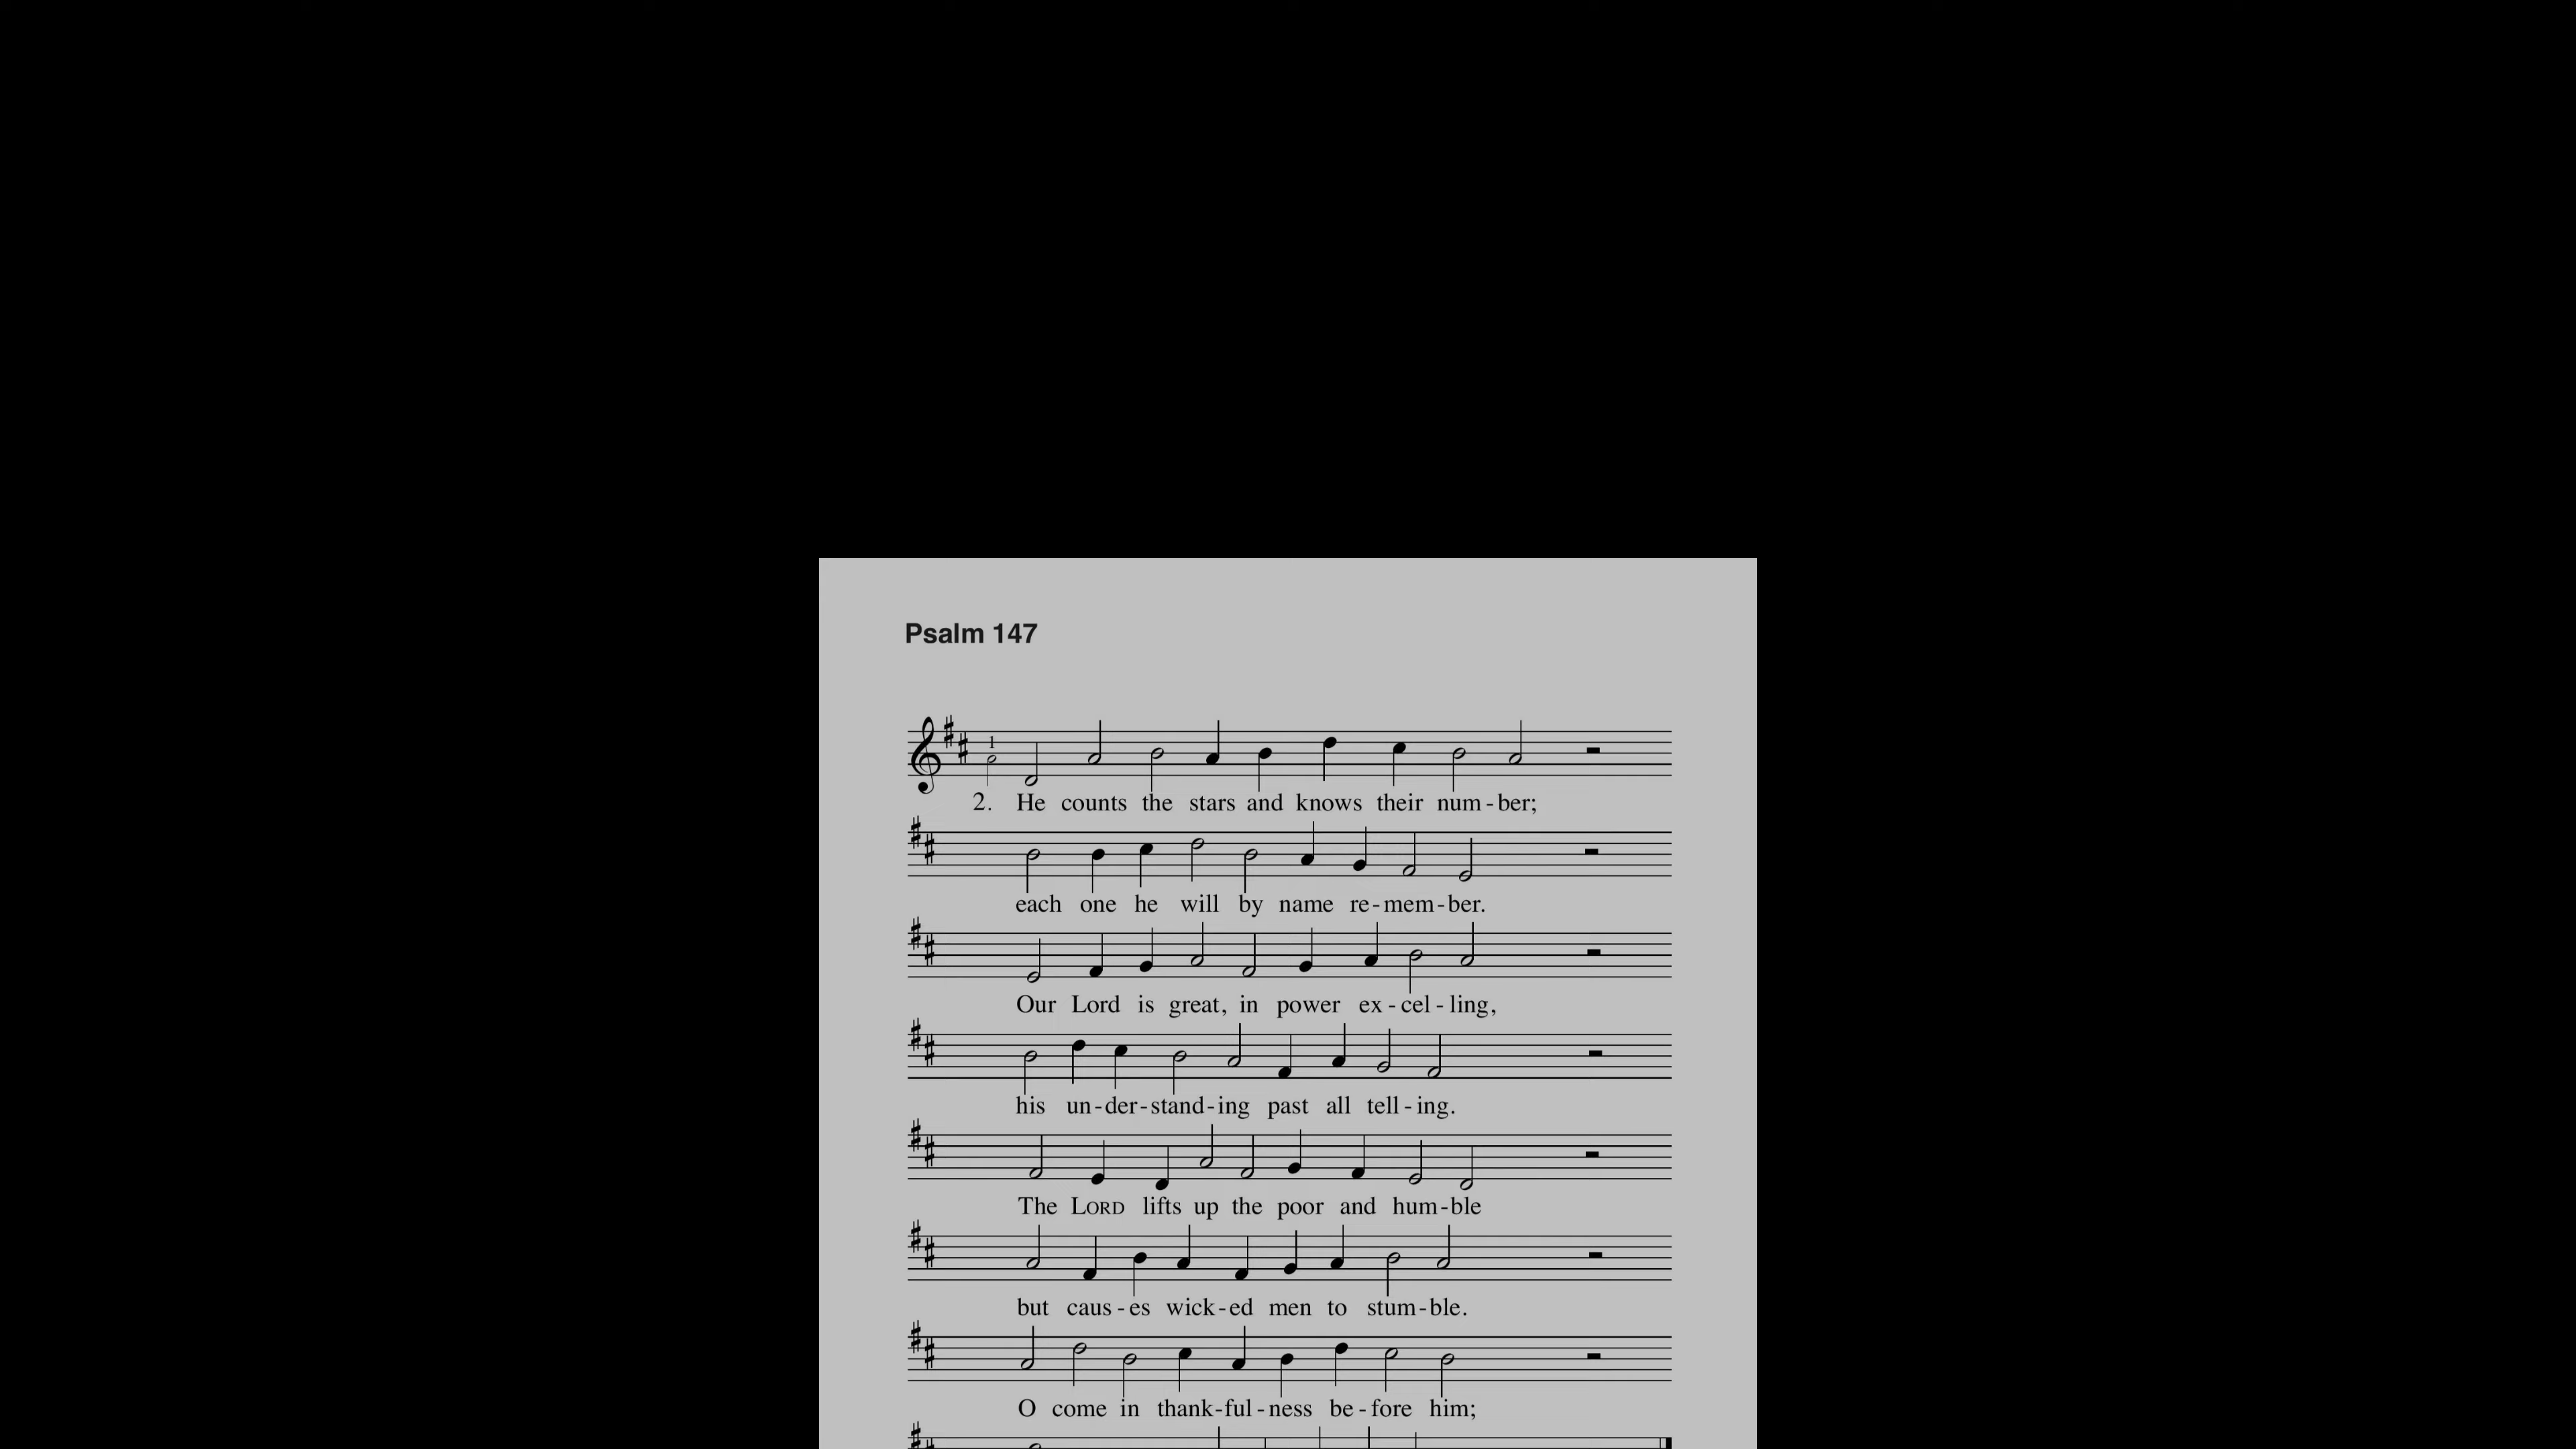 Psalm 147
1
2. He counts the stars and knows their num - ber;
each one he will by name re - mem - ber.
Our Lord is great, in power ex - cel - ling,
his un - der - stand - ing past all tell - ing.
The LORD lifts up the poor and hum - ble
but caus - es wick - ed men to stum - ble.
O come in thank - ful - ness be - fore him;